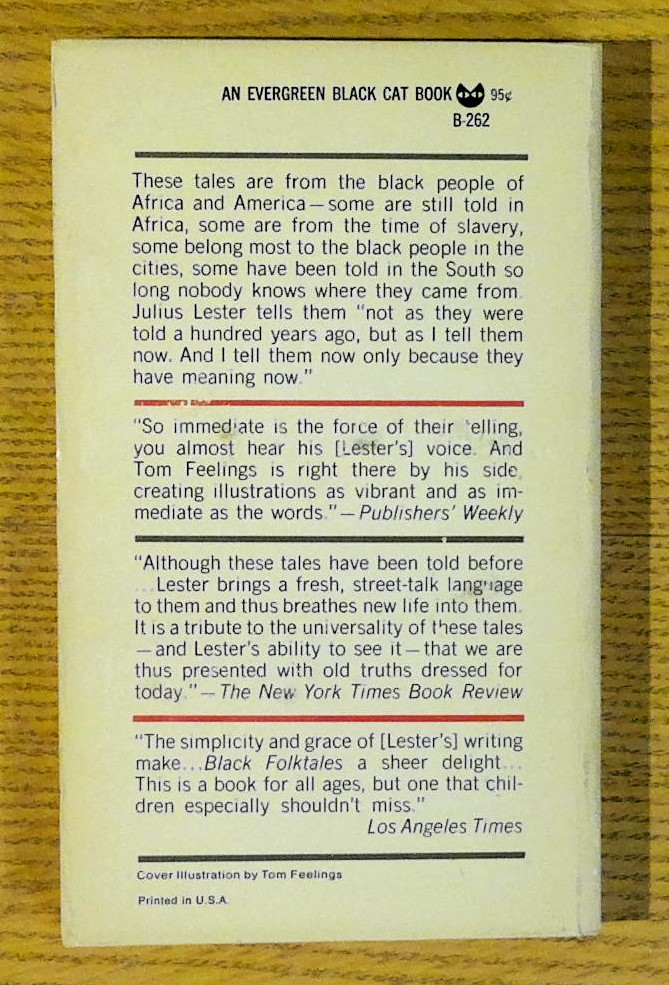 AN EVERGREEN BLACK CAT BOOK 95¢
B-262
These tales are from the black people of
Africa and America—some are still told in
Africa, some are from the time of slavery,
some belong most to the black people in the
cities, some have been told in the South so
long nobody knows where they came from.
Julius Lester tells them "not as they were
told a hundred years ago, but as I tell them
now. And I tell them now only because they
have meaning now."
"So immediate is the force of their telling,
you almost hear his [Lester's] voice. And
Tom Feelings is right there by his side,
creating illustrations as vibrant and as im-
mediate as the words."—Publishers' Weekly
"Although these tales have been told before
...Lester brings a fresh, street-talk language
to them and thus breathes new life into them.
It is a tribute to the universality of these tales
—and Lester's ability to see it—that we are
thus presented with old truths dressed for
today."—The New York Times Book Review
"The simplicity and grace of [Lester's] writing
make...Black Folktales a sheer delight...
This is a book for all ages, but one that chil-
dren especially shouldn't miss."
Los Angeles Times
Cover Illustration by Tom Feelings
Printed in U.S.A.